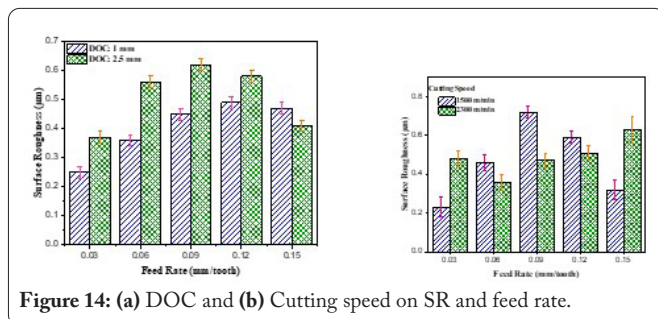 0.7
0.6
0.5
0.4
0.3
0.2
0.1
0.0
Surface Roughness (µm)
DOC: 1 mm
DOC: 2.5 mm
0.03 0.06 0.09 0.12 0.15
Feed Rate (mm/tooth)
0.8
0.6
0.4
0.2
0.0
Surface Roughness (µm)
Cutting Speed
1500 m/min
2300 m/min
0.03 0.06 0.09 0.12 0.15
Feed Rate (mm/tooth)
Figure 14: (a) DOC and (b) Cutting speed on SR and feed rate.